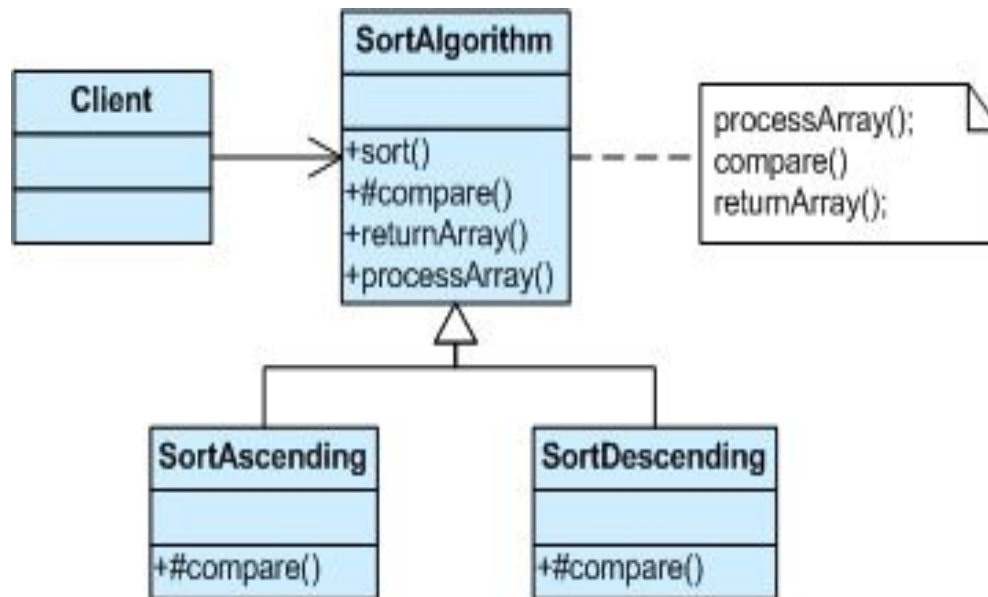 Client
SortAlgorithm
+sort()
+#compare()
+returnArray()
+processArray()
processArray();
compare()
returnArray();
SortAscending
+#compare()
SortDescending
+#compare()